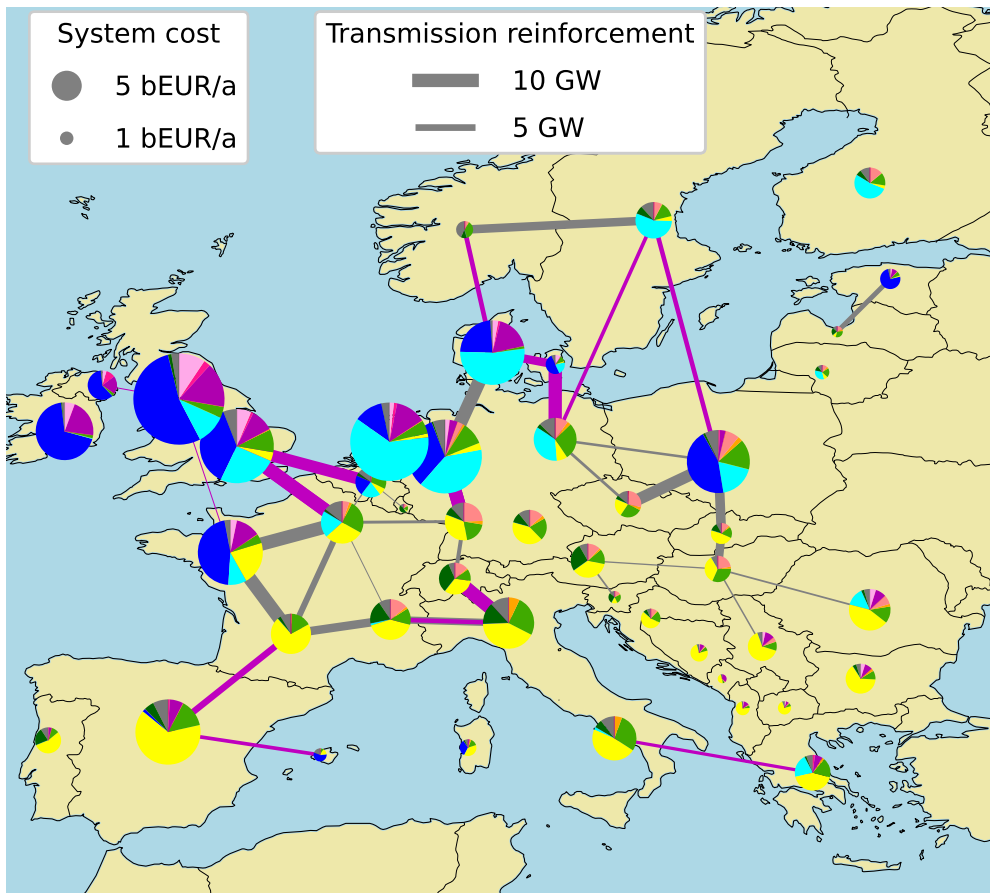 System cost
5 bEUR/a
1 bEUR/a
Transmission reinforcement
10 GW
5 GW